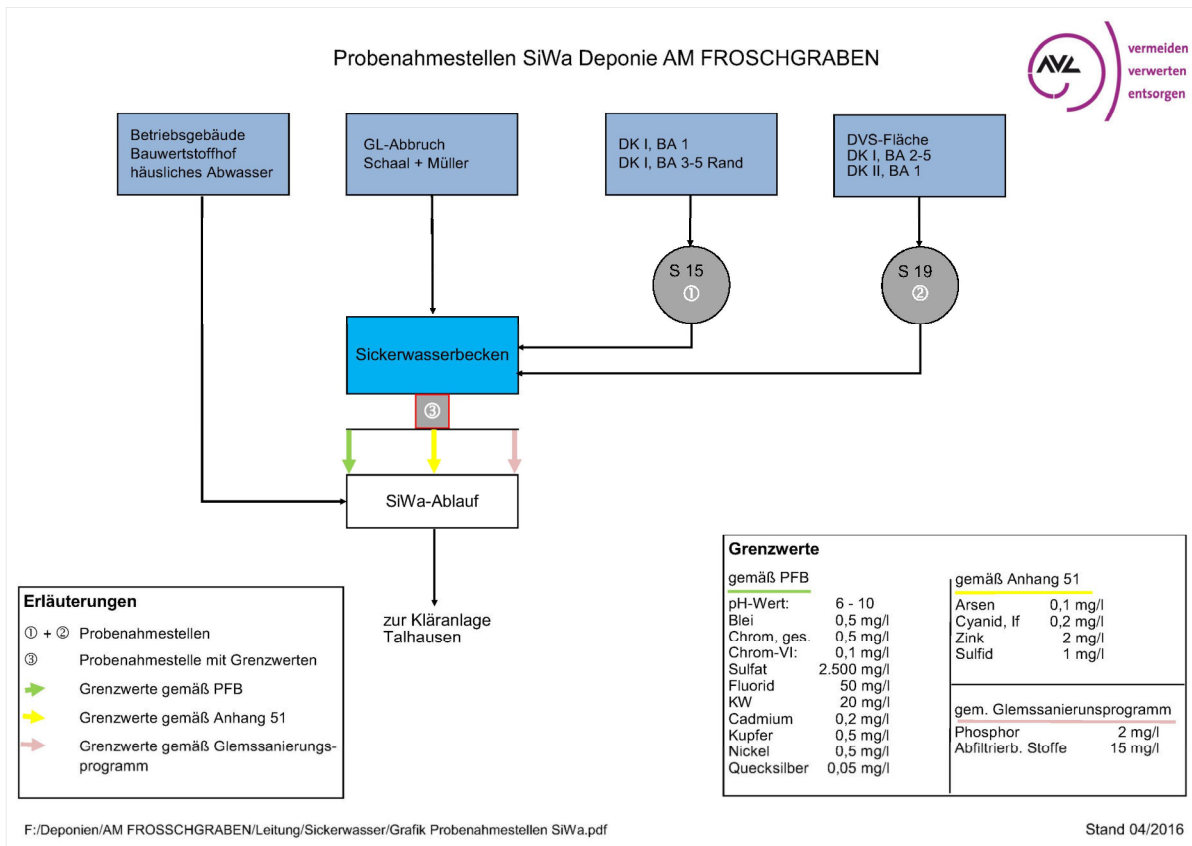 Probenahmestellen SiWa Deponie AM FROSCHGRABEN
AVL
vermeiden
verwerten
entsorgen
Betriebsgebäude
Bauwertstoffhof
häusliches Abwasser
GL-Abbruch
Schaal + Müller
DK I, BA 1
DK I, BA 3-5 Rand
DVS-Fläche
DK I, BA 2-5
DK II, BA 1
S 15
①
S 19
②
Sickerwasserbecken
③
SiWa-Ablauf
zur Kläranlage
Talhausen
Erläuterungen
① + ② Probenahmestellen
③ Probenahmestelle mit Grenzwerten
Grenzwerte gemäß PFB
Grenzwerte gemäß Anhang 51
Grenzwerte gemäß Glemssanierungs-
programm
Grenzwerte
gemäß PFB
pH-Wert: 6 - 10
Blei 0,5 mg/l
Chrom, ges. 0,5 mg/l
Chrom-VI: 0,1 mg/l
Sulfat 2.500 mg/l
Fluorid 50 mg/l
KW 20 mg/l
Cadmium 0,2 mg/l
Kupfer 0,5 mg/l
Nickel 0,5 mg/l
Quecksilber 0,05 mg/l
gemäß Anhang 51
Arsen 0,1 mg/l
Cyanid, lf 0,2 mg/l
Zink 2 mg/l
Sulfid 1 mg/l
gem. Glemssanierunsprogramm
Phosphor 2 mg/l
Abfiltrierb. Stoffe 15 mg/l
F:/Deponien/AM FROSSCHGRABEN/Leitung/Sickerwasser/Grafik Probenahmestellen SiWa.pdf
Stand 04/2016